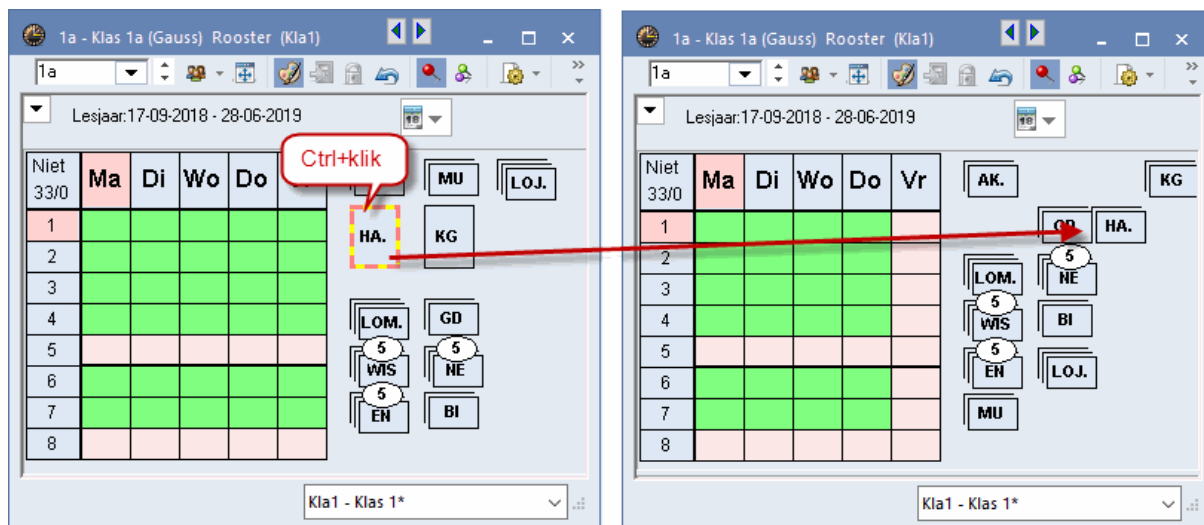 1a - Klas 1a (Gauss) Rooster (Kla1)
1a
Lesjaar:17-09-2018 - 28-06-2019
18
Ctrl+klik
Niet
33/0
Ma Di Wo Do
MU LOJ.
1
HA. KG
2
3
4
LOM. GD
5
5 5
WIS NE
6
5
7
EN BI
8
Kla1 - Klas 1*
1a - Klas 1a (Gauss) Rooster (Kla1)
1a
Lesjaar:17-09-2018 - 28-06-2019
18
Niet
33/0
Ma Di Wo Do Vr
AK. KG
1
GD HA.
2
5
3
LOM. NE
5
4
WIS BI
5
5
6
EN LOJ.
7
MU
8
Kla1 - Klas 1*